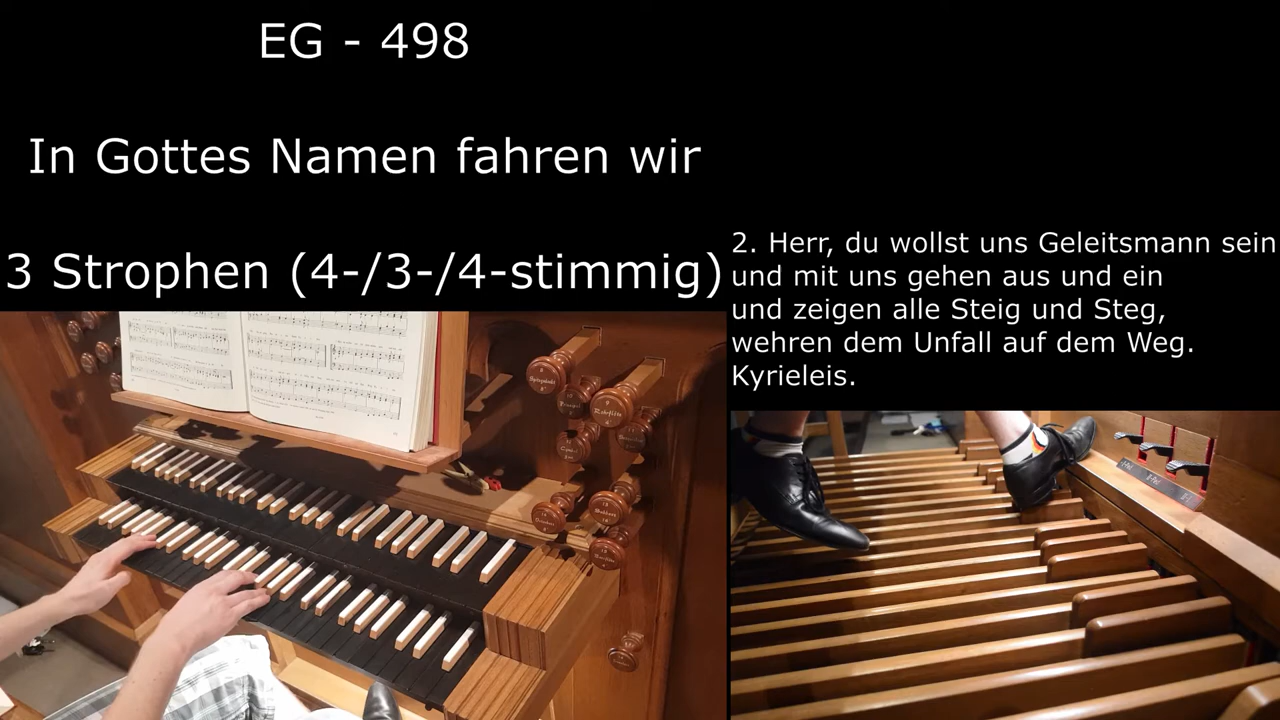 EG - 498
In Gottes Namen fahren wir
3 Strophen (4-/3-/4-stimmig)
2. Herr, du wollst uns Geleitsmann sein
und mit uns gehen aus und ein
und zeigen alle Steig und Steg,
wehren dem Unfall auf dem Weg.
Kyrieleis.
Rohrflöte